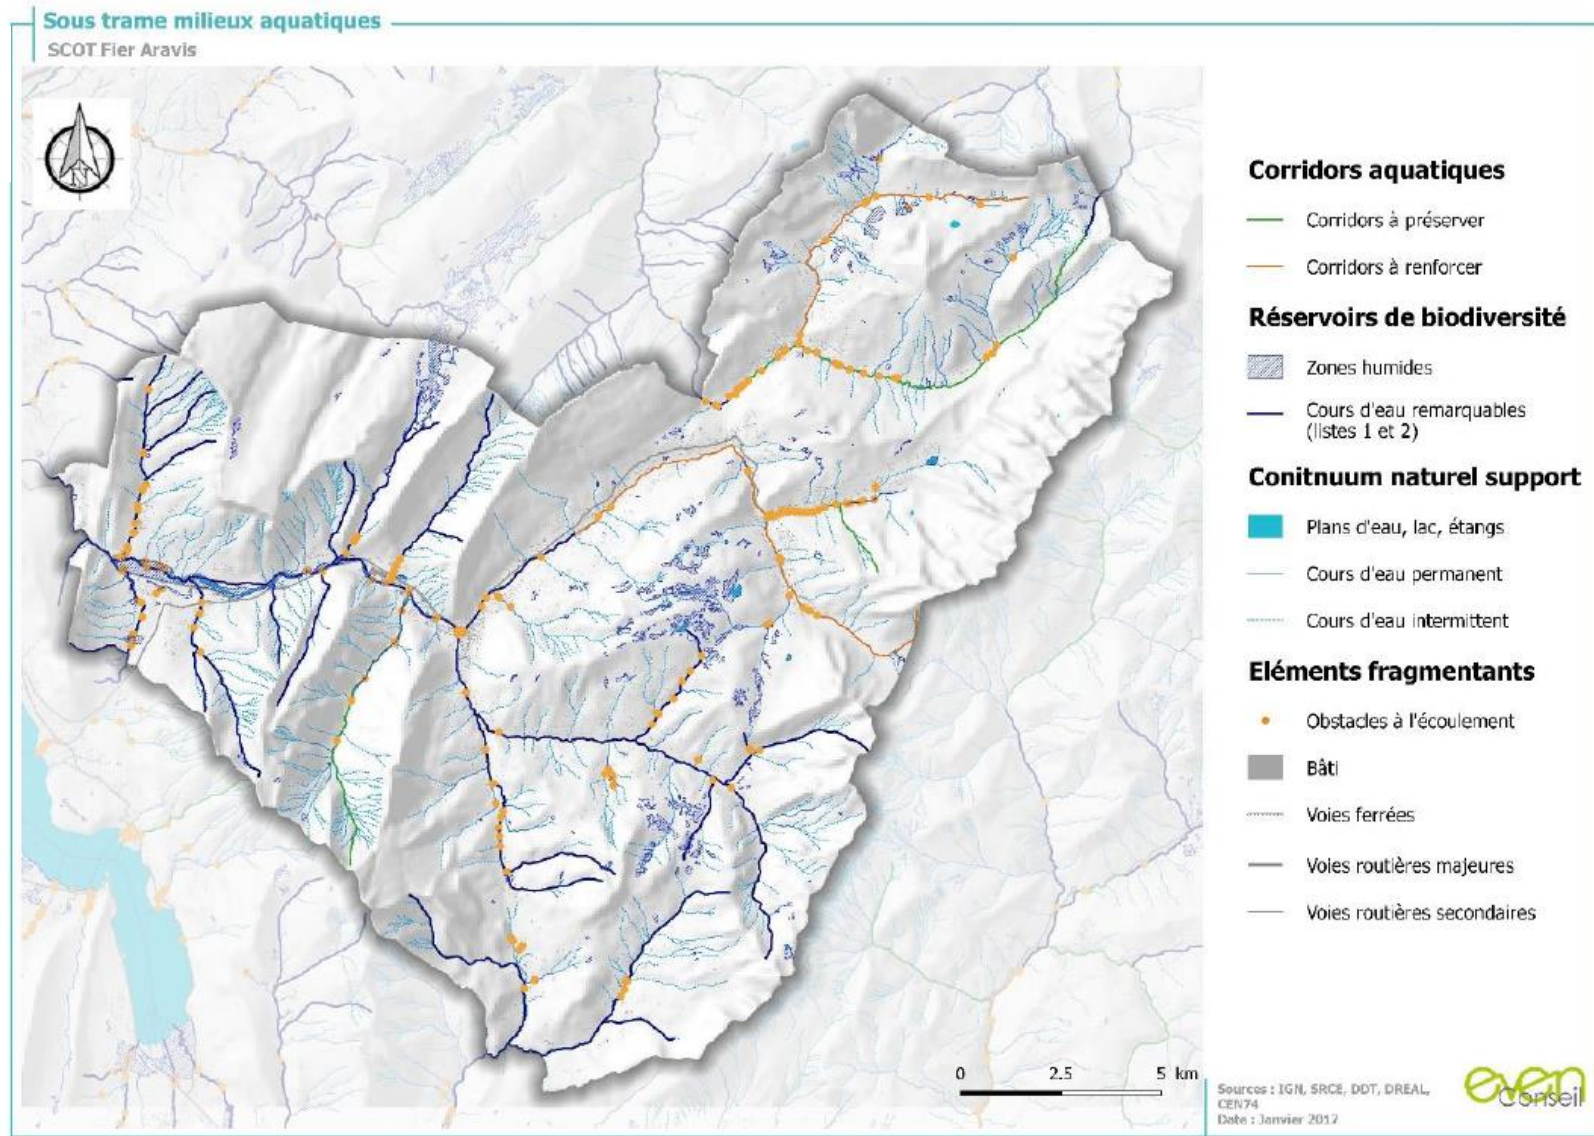 Sous trame milieux aquatiques
SCOT Fier Aravis
N
Corridors aquatiques
Corridors à préserver
Corridors à renforcer
Réservoirs de biodiversité
Zones humides
Cours d'eau remarquables
(listes 1 et 2)
Conitnuum naturel support
Plans d'eau, lac, étangs
Cours d'eau permanent
Cours d'eau intermittent
Eléments fragmentants
Obstacles à l'écoulement
Bâti
Voies ferrées
Voies routières majeures
Voies routières secondaires
0 2.5 5 km
Sources : IGN, SRCE, DDT, DREAL,
CEN74
Date : Janvier 2017
even
Conseil